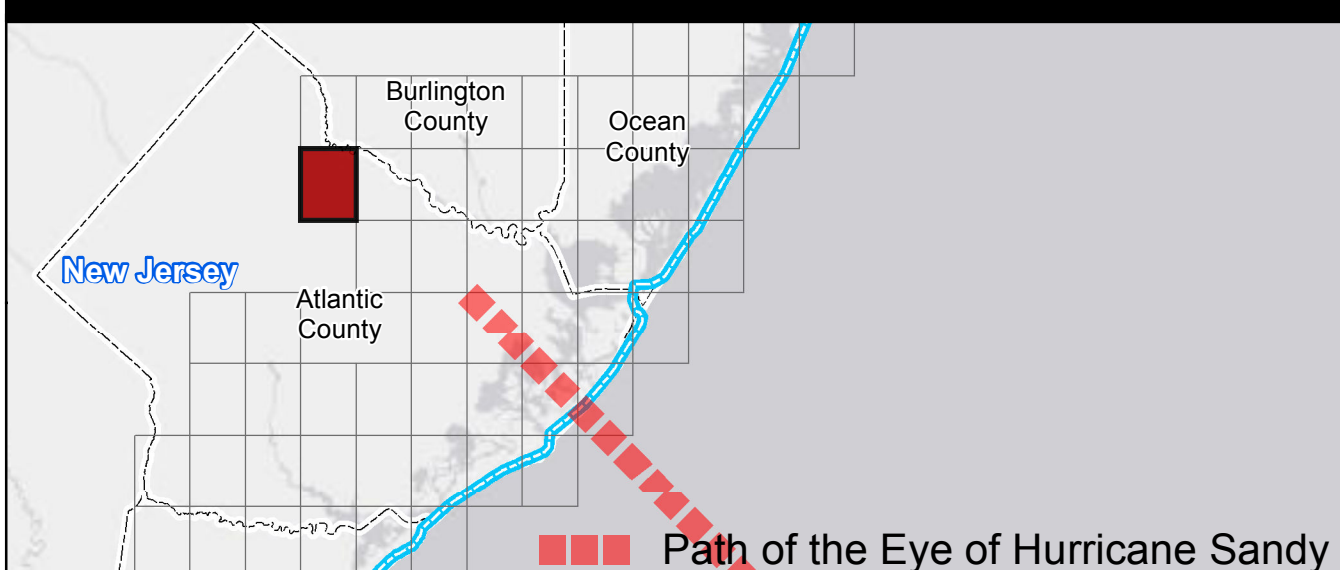 Burlington
County
Ocean
County
New Jersey
Atlantic
County
Path of the Eye of Hurricane Sandy